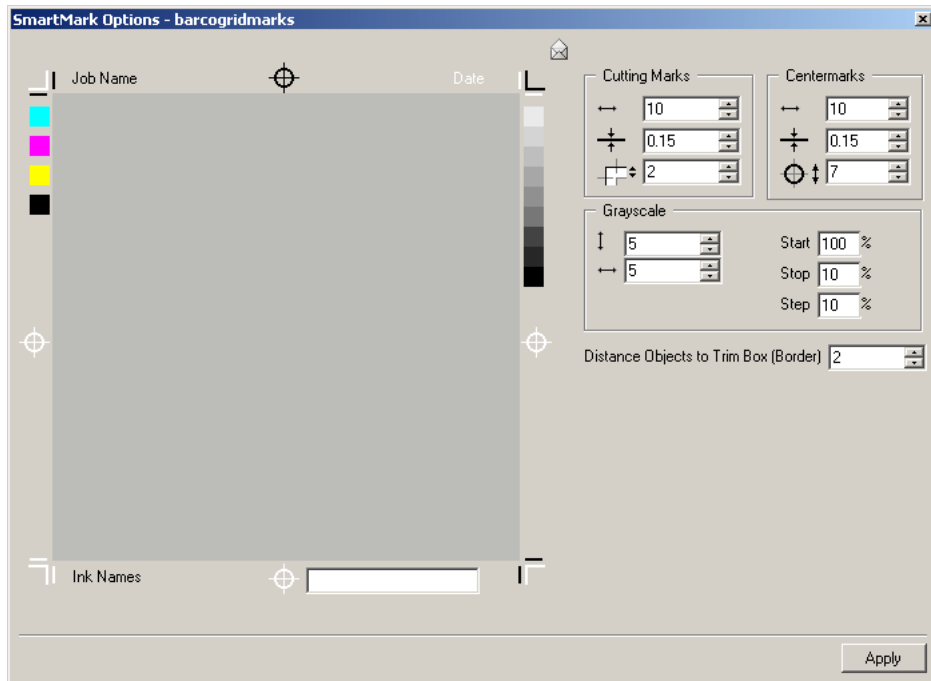 SmartMark Options - barcogridmarks
Job Name
Date
Cutting Marks
10
0.15
2
Centermarks
10
0.15
7
Grayscale
5
5
Start 100 %
Stop 10 %
Step 10 %
Distance Objects to Trim Box (Border) 2
Ink Names
Apply